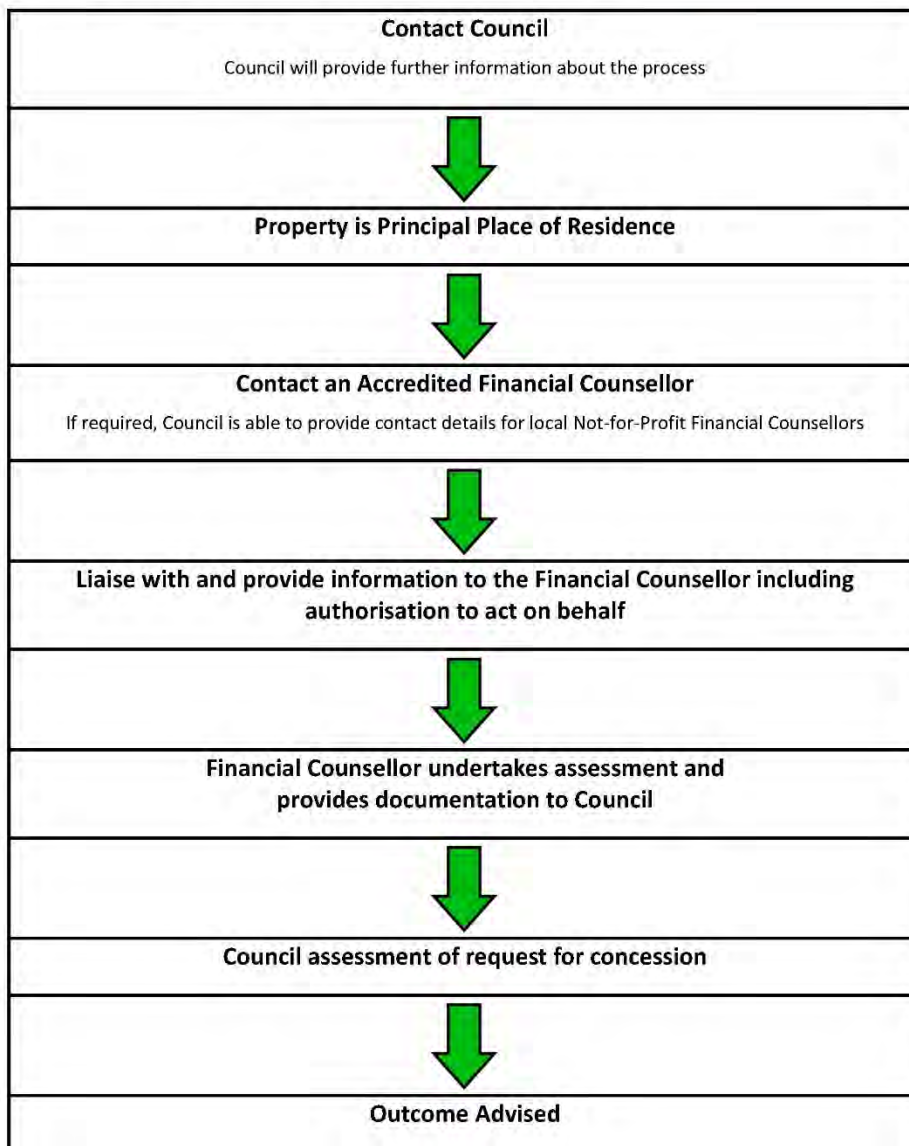 Contact Council
Council will provide further information about the process
Property is Principal Place of Residence
Contact an Accredited Financial Counsellor
If required, Council is able to provide contact details for local Not-for-Profit Financial Counsellors
Liaise with and provide information to the Financial Counsellor including
authorisation to act on behalf
Financial Counsellor undertakes assessment and
provides documentation to Council
Council assessment of request for concession
Outcome Advised